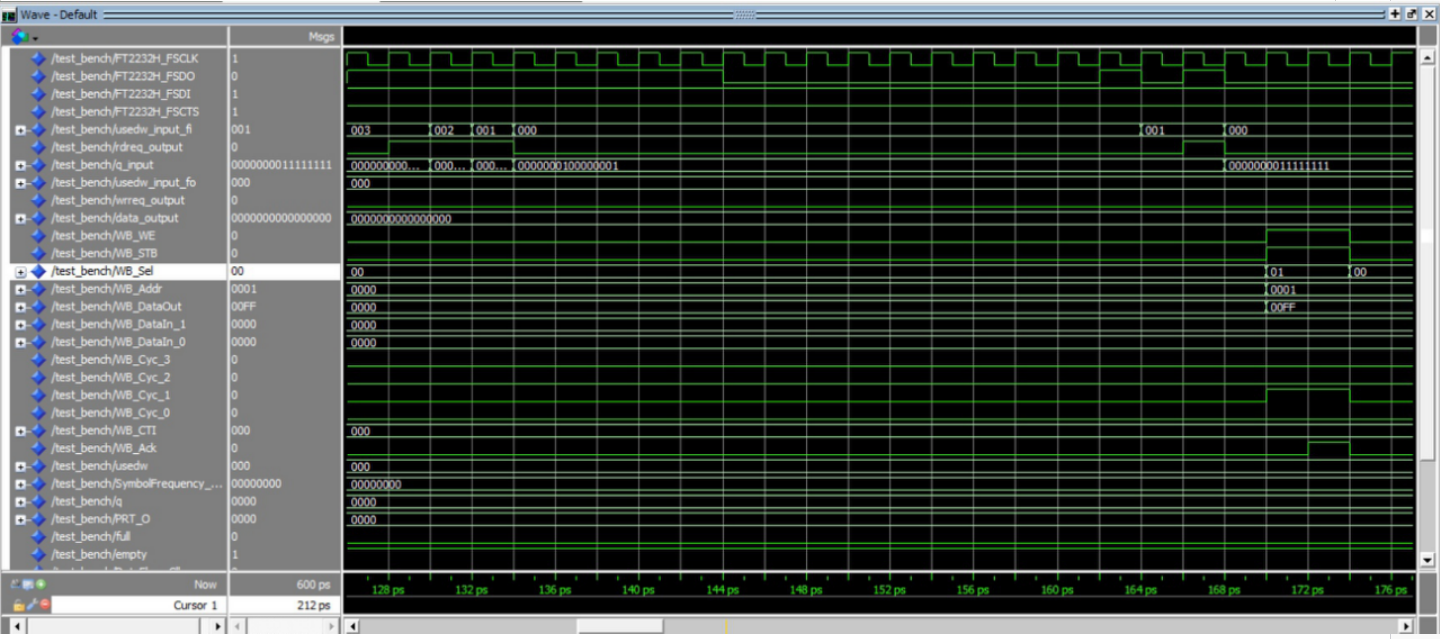 Wave - Default
Msgs
/test_bench/FT2232H_FSCLK 1
/test_bench/FT2232H_FSDO 0
/test_bench/FT2232H_FSDI 1
/test_bench/FT2232H_FSCTS 1
/test_bench/usedw_input_fi 001 003 002 001 000 001 000
/test_bench/rdreq_output 0
/test_bench/q_input 0000000011111111 000000000... 000... 000... 0000000100000001 0000000011111111
/test_bench/usedw_input_fo 000 000
/test_bench/wrreq_output 0
/test_bench/data_output 0000000000000000 0000000000000000
/test_bench/WB_WE 0
/test_bench/WB_STB 0
/test_bench/WB_Sel 00 00 01 00
/test_bench/WB_Addr 0001 0000 0001
/test_bench/WB_DataOut 00FF 0000 00FF
/test_bench/WB_DataIn_1 0000 0000
/test_bench/WB_DataIn_0 0000 0000
/test_bench/WB_Cyc_3 0
/test_bench/WB_Cyc_2 0
/test_bench/WB_Cyc_1 0
/test_bench/WB_Cyc_0 0
/test_bench/WB_CTI 000 000
/test_bench/WB_Ack 0
/test_bench/usedw 000 000
/test_bench/SymbolFrequency_... 00000000 00000000
/test_bench/q 0000 0000
/test_bench/PRT_O 0000 0000
/test_bench/full 0
/test_bench/empty 1
Now 600 ps 128 ps 132 ps 136 ps 140 ps 144 ps 148 ps 152 ps 156 ps 160 ps 164 ps 168 ps 172 ps 176 ps
Cursor 1 212 ps